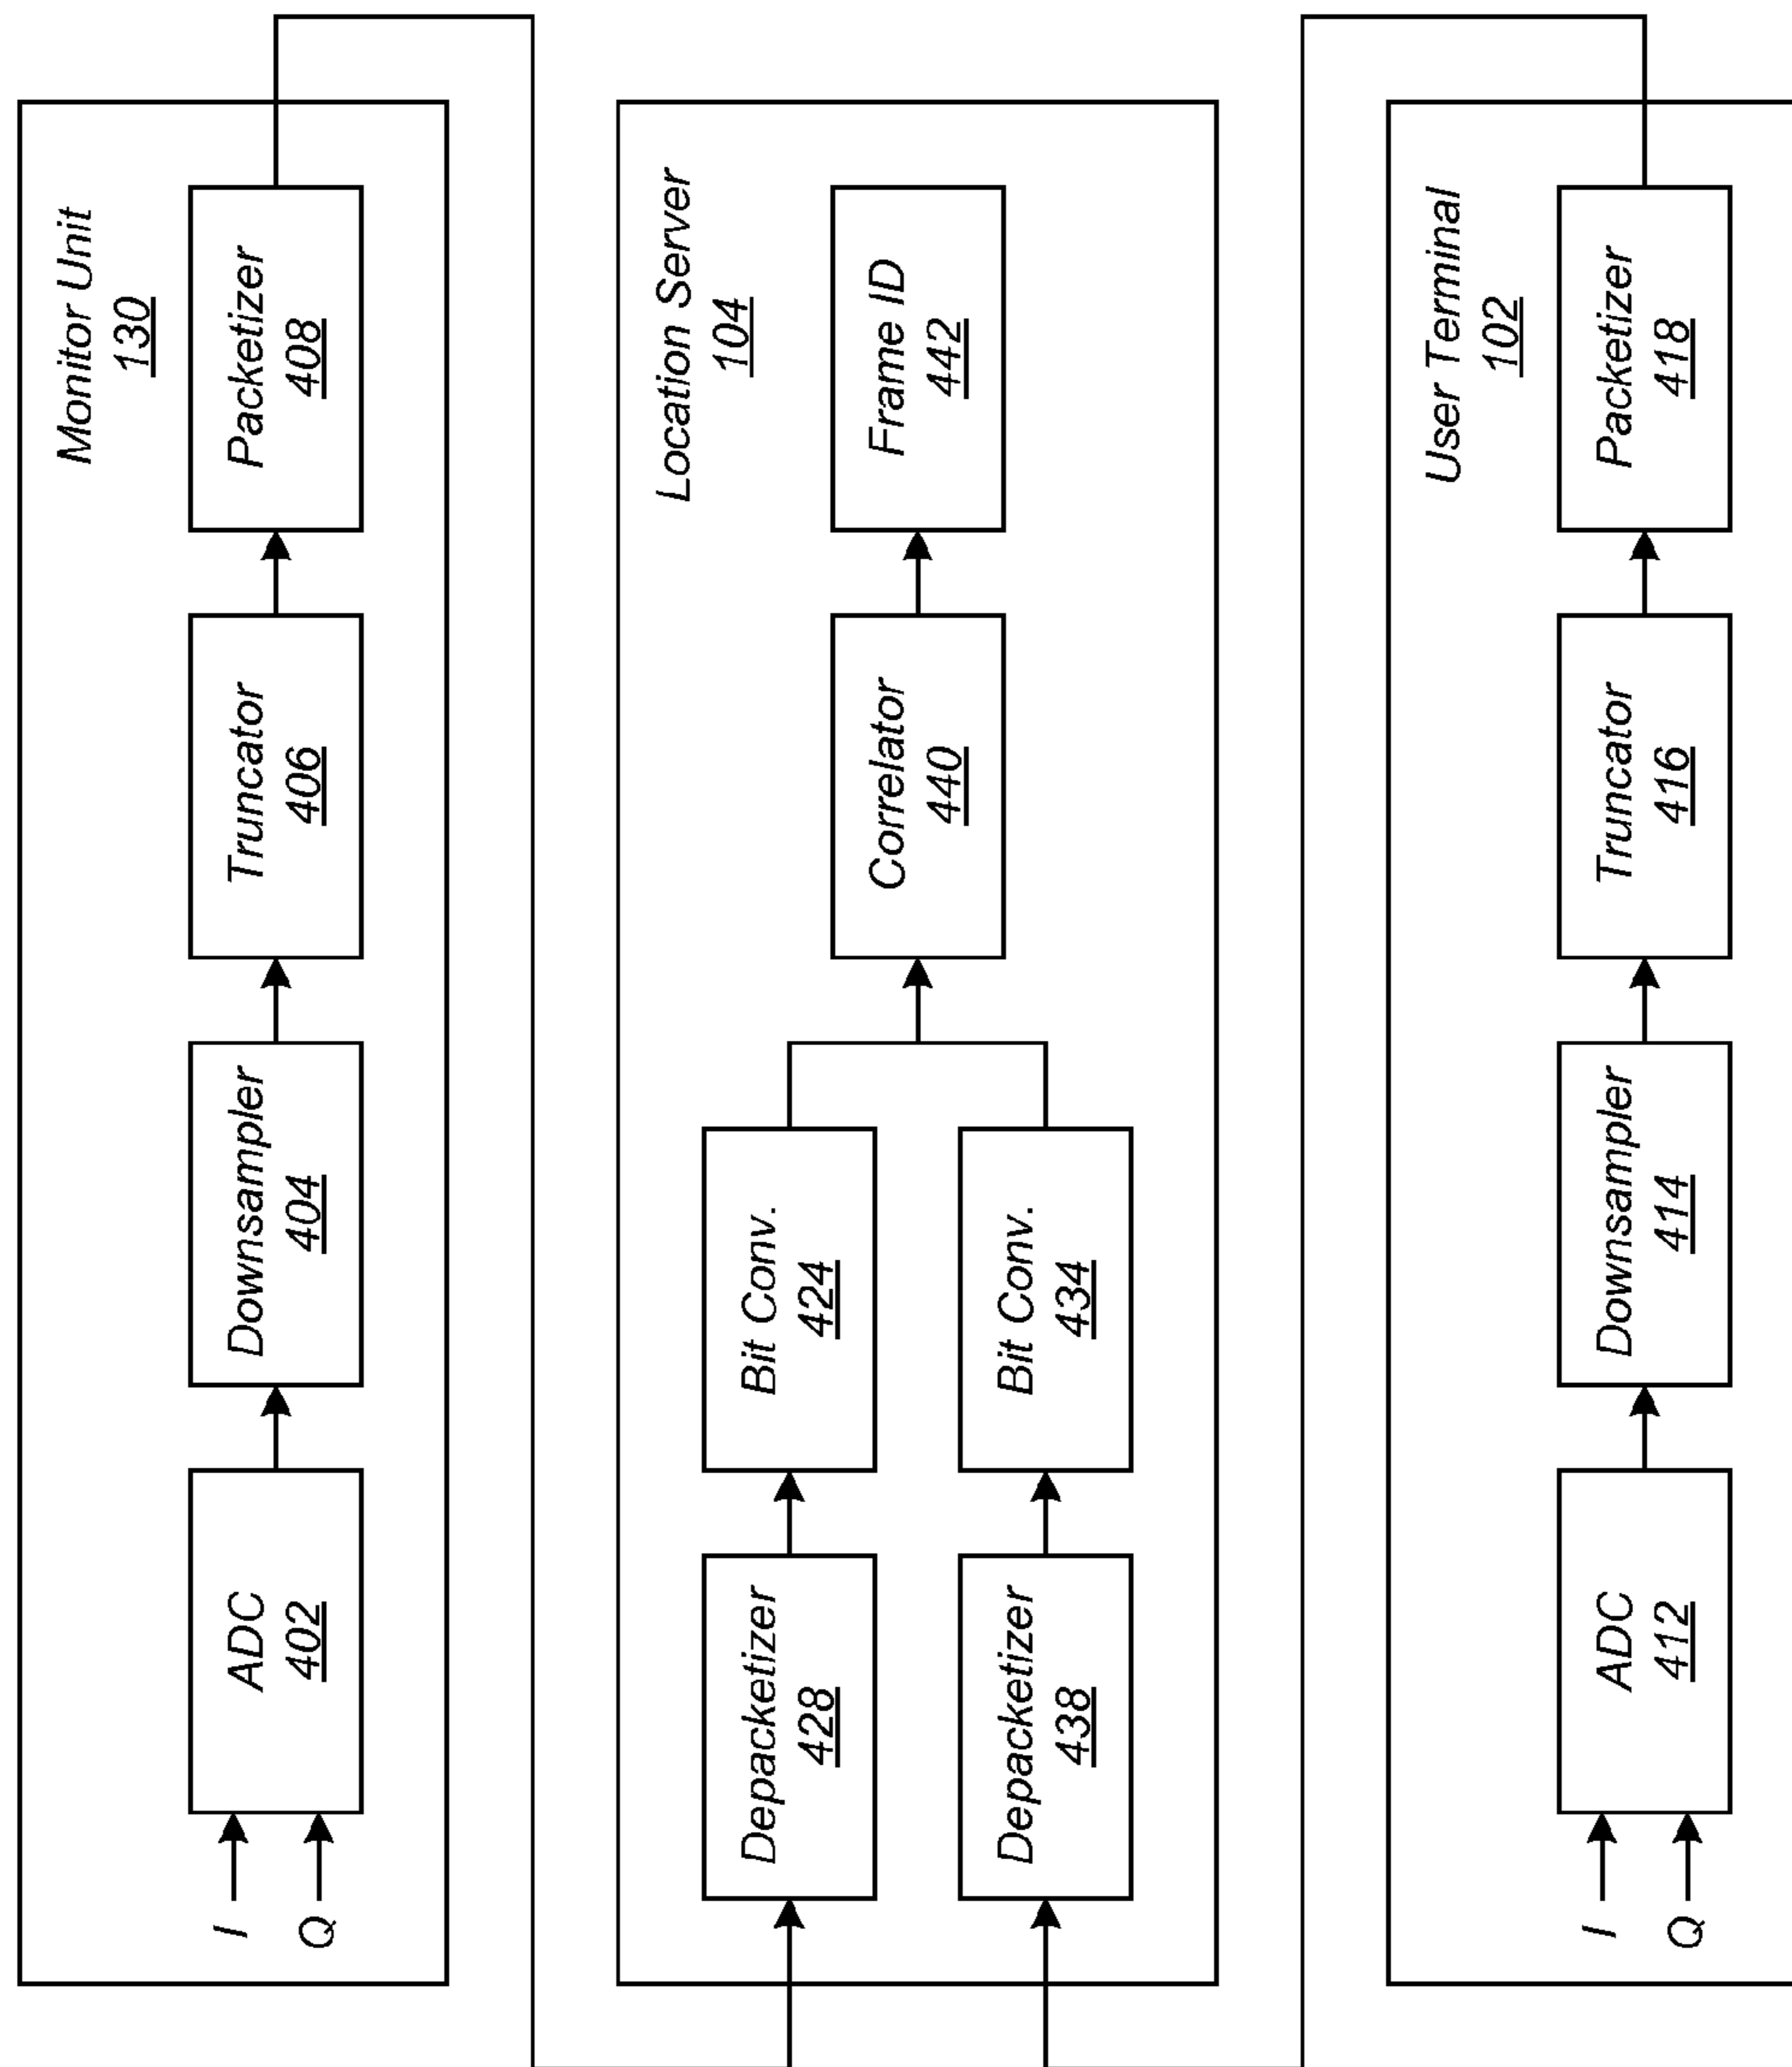 Monitor Unit
130
I
Q
ADC
402
Downsampler
404
Truncator
406
Packetizer
408
Location Server
104
Depacketizer
428
Bit Conv.
424
Depacketizer
438
Bit Conv.
434
Correlator
440
Frame ID
442
User Terminal
102
I
Q
ADC
412
Downsampler
414
Truncator
416
Packetizer
418